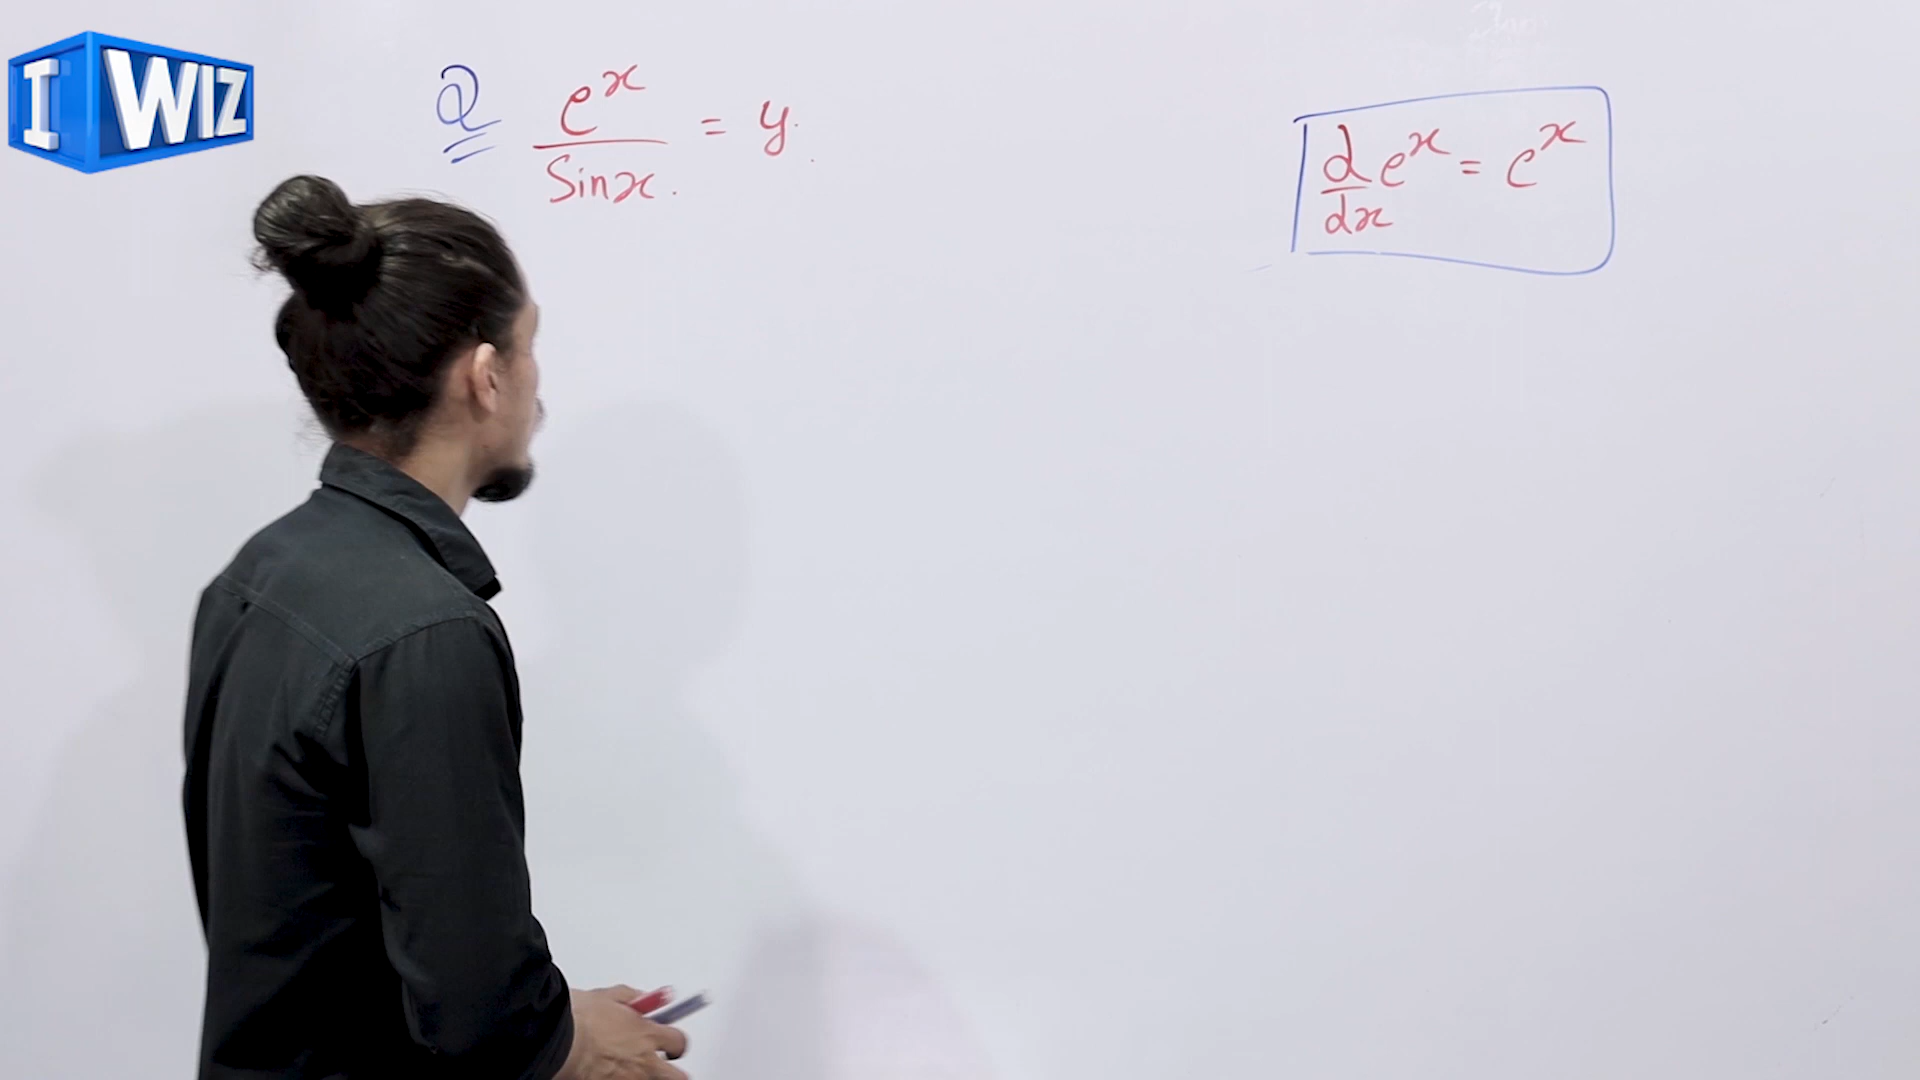 I WIZ
Q e^x / Sinx. = y.
d/dx e^x = e^x